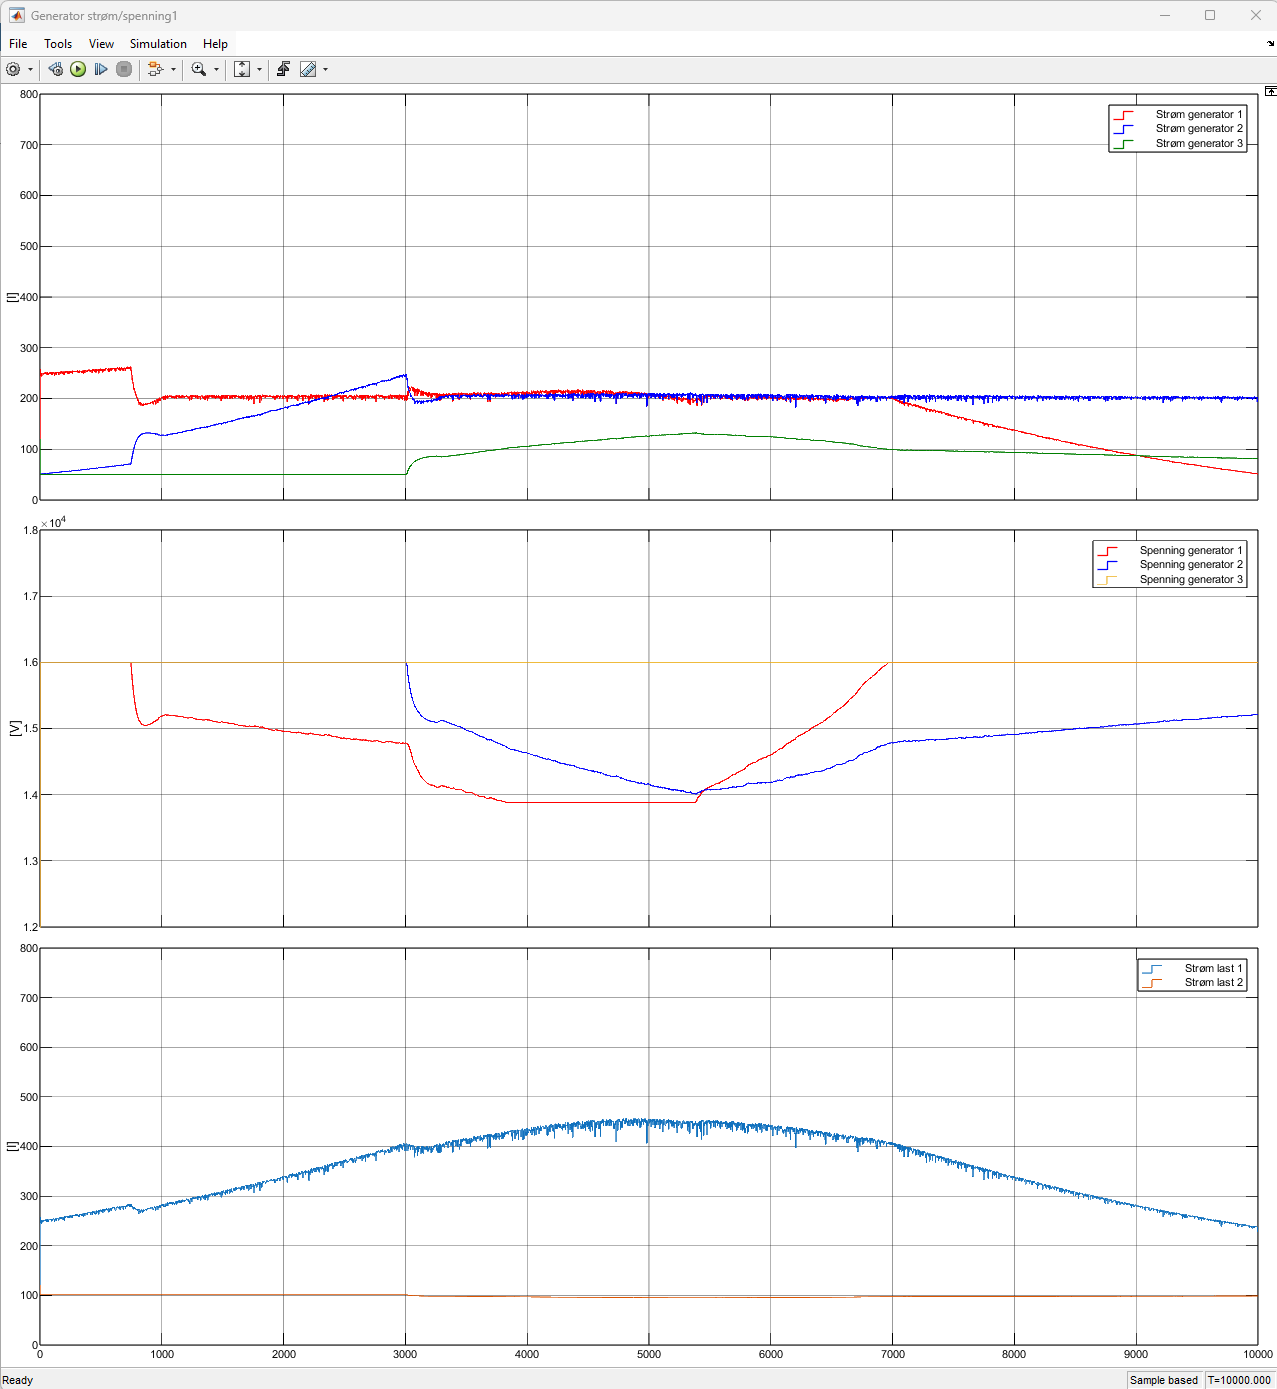 Generator strøm/spenning1
File Tools View Simulation Help
800
700
600
500
400
300
200
100
0
[I]
Strøm generator 1
Strøm generator 2
Strøm generator 3
×10⁴
1.8
1.7
1.6
1.5
1.4
1.3
1.2
[V]
Spenning generator 1
Spenning generator 2
Spenning generator 3
800
700
600
500
400
300
200
100
0
[I]
Strøm last 1
Strøm last 2
0 1000 2000 3000 4000 5000 6000 7000 8000 9000 10000
Ready Sample based T=10000.000